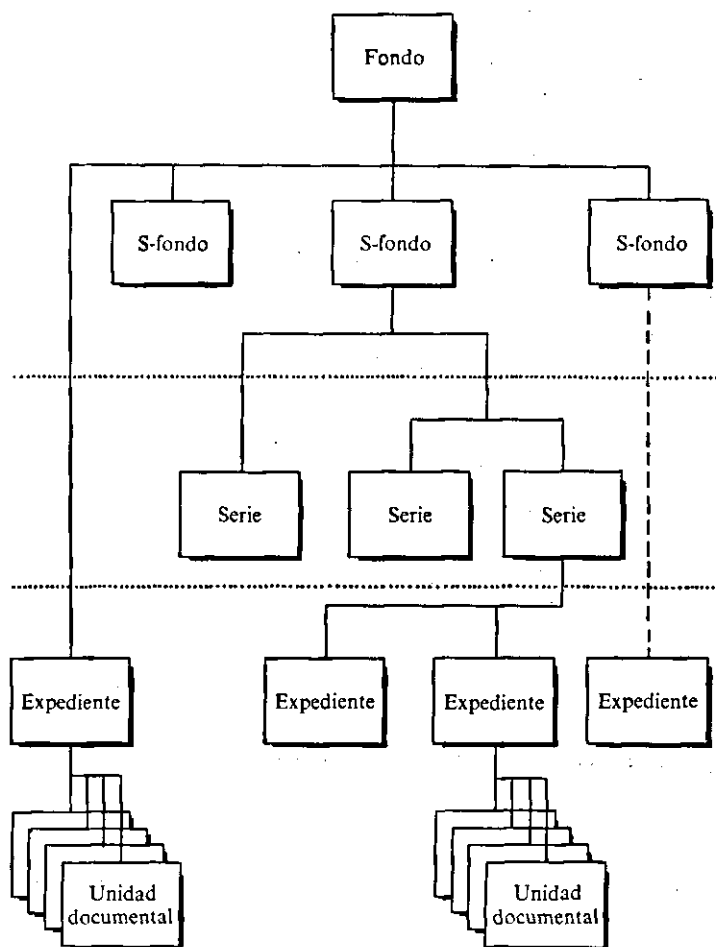 Fondo
S-fondo
S-fondo
S-fondo
Serie
Serie
Serie
Expediente
Expediente
Expediente
Expediente
Unidad
documental
Unidad
documental